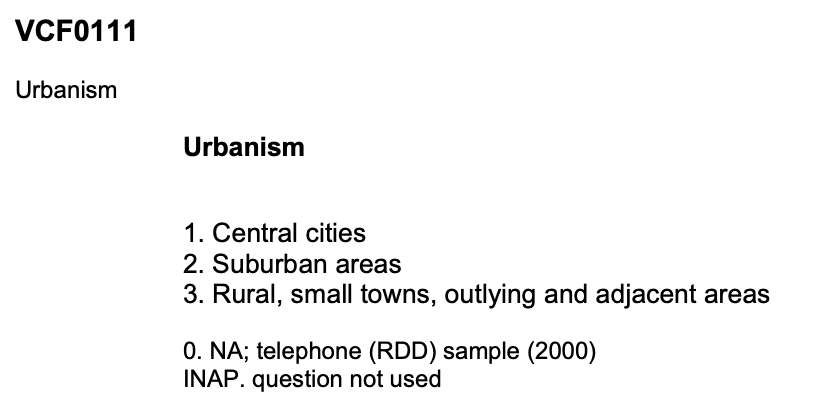 VCF0111
Urbanism
Urbanism
1. Central cities
2. Suburban areas
3. Rural, small towns, outlying and adjacent areas
0. NA; telephone (RDD) sample (2000)
INAP. question not used